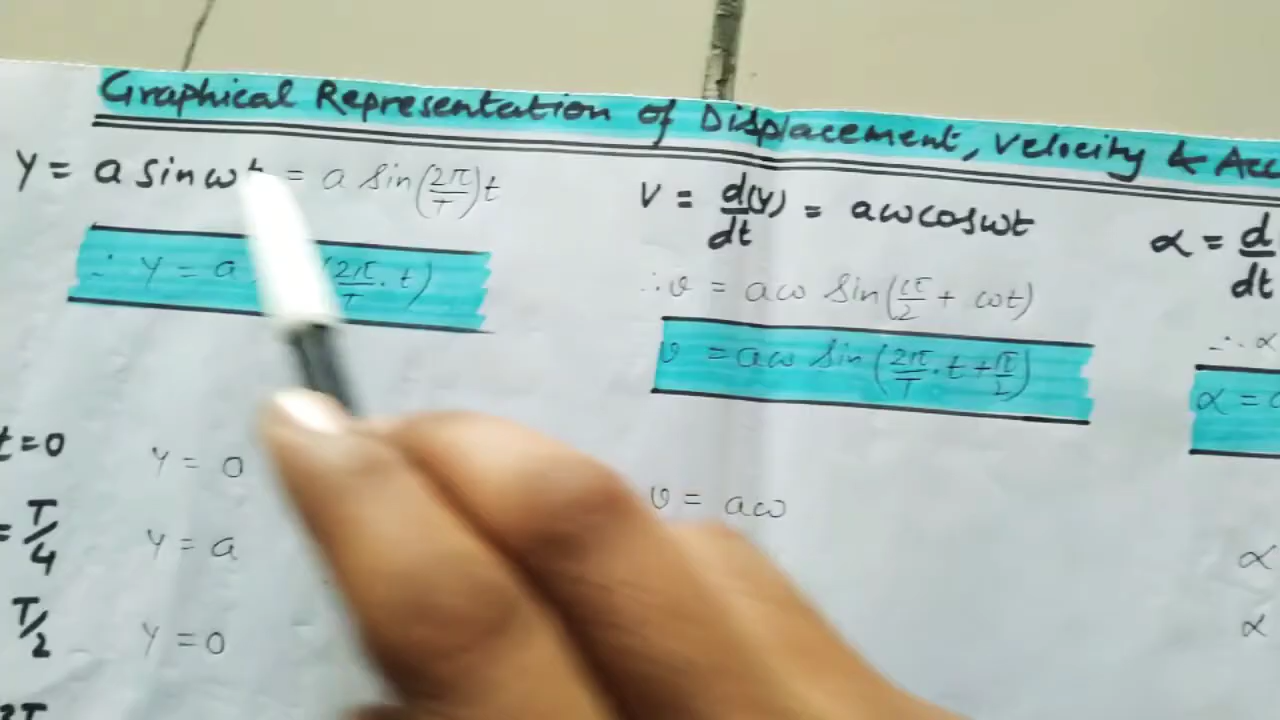 Graphical Representation of Displacement, Velocity & Acc
Y = a sin ωt = a sin(2π/T)t
∴ Y = a (2π/T . t)
V = d(y)/dt = aω cos ωt
∴ v = aω sin(π/2 + ωt)
v = aω sin(2π/T . t + π/2)
α = d/dt
∴ α
α =
t=0 Y = 0
v = aω
= T/4 Y = a
α
T/2 Y = 0
α